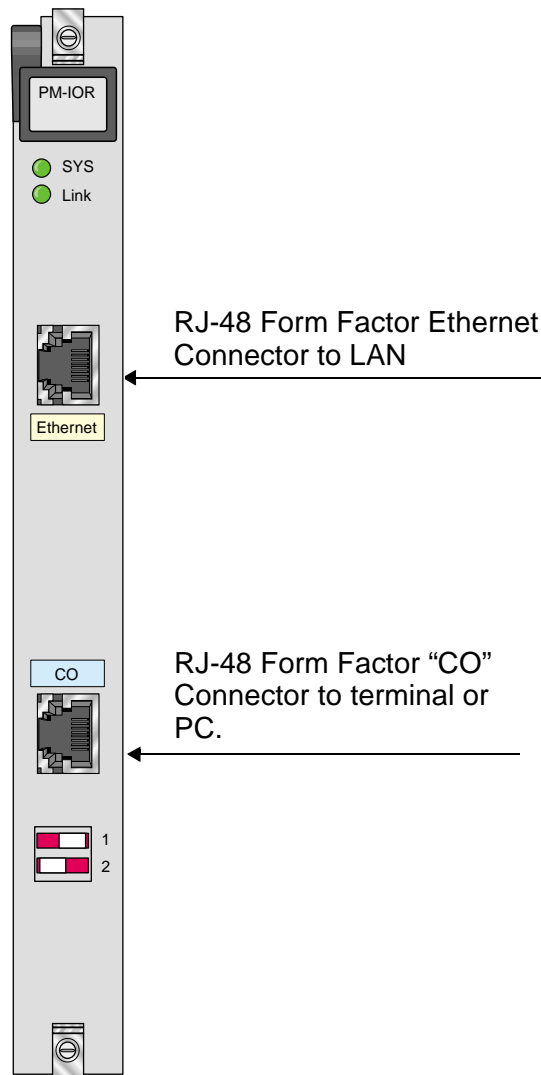 PM-IOR
SYS
Link
RJ-48 Form Factor Ethernet
Connector to LAN
Ethernet
CO
RJ-48 Form Factor “CO”
Connector to terminal or
PC.
1
2